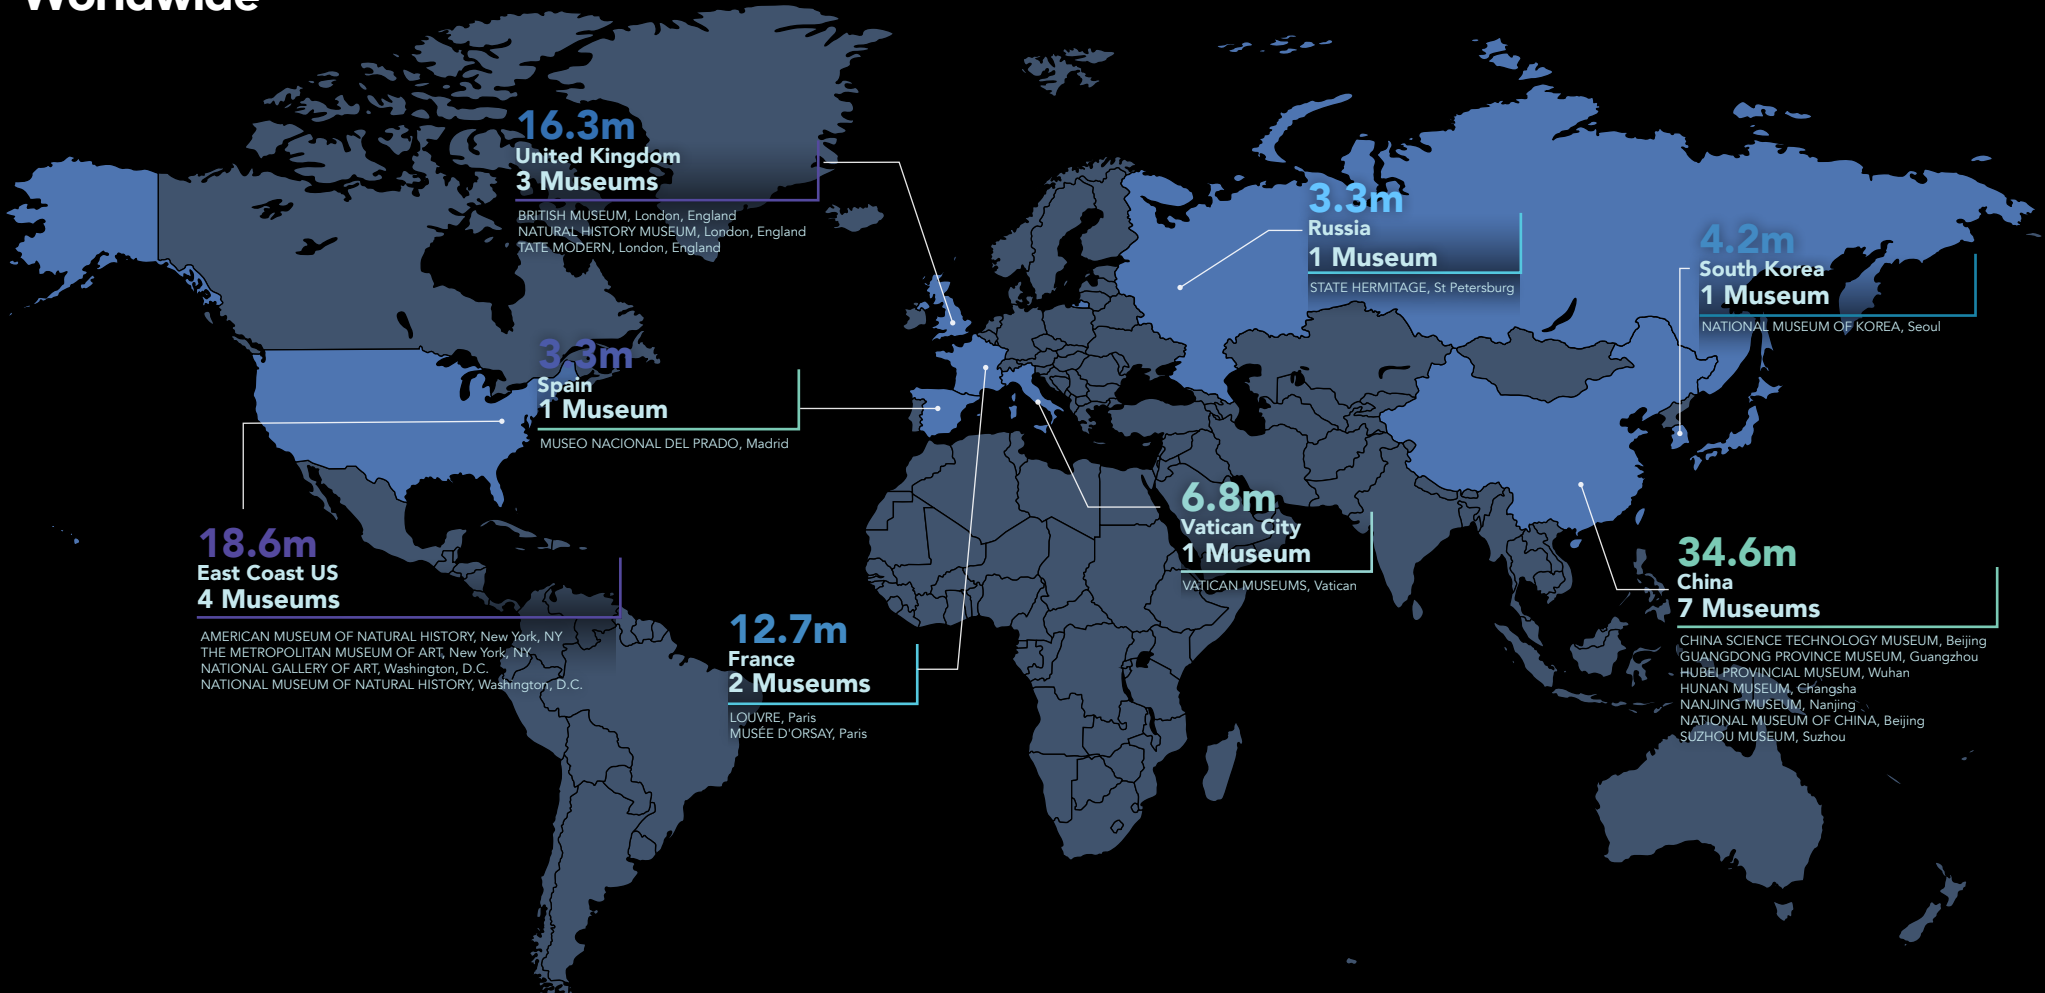 Worldwide
16.3m
United Kingdom
3 Museums
BRITISH MUSEUM, London, England
NATURAL HISTORY MUSEUM, London, England
TATE MODERN, London, England
3.3m
Russia
1 Museum
STATE HERMITAGE, St Petersburg
4.2m
South Korea
1 Museum
NATIONAL MUSEUM OF KOREA, Seoul
3.3m
Spain
1 Museum
MUSEO NACIONAL DEL PRADO, Madrid
6.8m
Vatican City
1 Museum
VATICAN MUSEUMS, Vatican
18.6m
East Coast US
4 Museums
AMERICAN MUSEUM OF NATURAL HISTORY, New York, NY
THE METROPOLITAN MUSEUM OF ART, New York, NY
NATIONAL GALLERY OF ART, Washington, D.C.
NATIONAL MUSEUM OF NATURAL HISTORY, Washington, D.C.
12.7m
France
2 Museums
LOUVRE, Paris
MUSÉE D'ORSAY, Paris
34.6m
China
7 Museums
CHINA SCIENCE TECHNOLOGY MUSEUM, Beijing
GUANGDONG PROVINCE MUSEUM, Guangzhou
HUBEI PROVINCIAL MUSEUM, Wuhan
HUNAN MUSEUM, Changsha
NANJING MUSEUM, Nanjing
NATIONAL MUSEUM OF CHINA, Beijing
SUZHOU MUSEUM, Suzhou